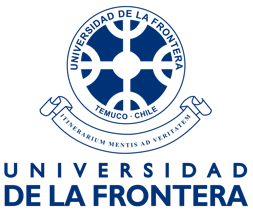 UNIVERSIDAD DE LA FRONTERA
TEMUCO - CHILE
ITINERARIUM MENTIS AD VERITATEM
UNIVERSIDAD
DE LA FRONTERA